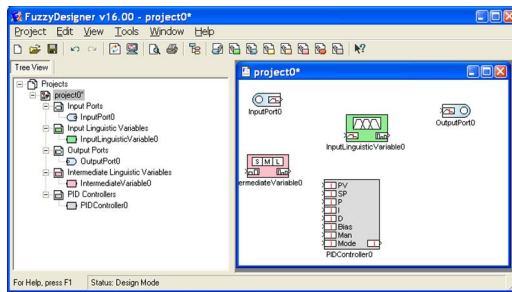 FuzzyDesigner v16.00 - project0*
Project Edit View Tools Window Help
Tree View
Projects
project0*
Input Ports
InputPort0
Input Linguistic Variables
InputLinguisticVariable0
Output Ports
OutputPort0
Intermediate Linguistic Variables
IntermediateVariable0
PID Controllers
PIDController0
project0*
InputPort0
OutputPort0
InputLinguisticVariable0
S M L
ermediateVariable0
PV
SP
P
I
D
Bias
Man
Mode
PIDController0
For Help, press F1 Status: Design Mode